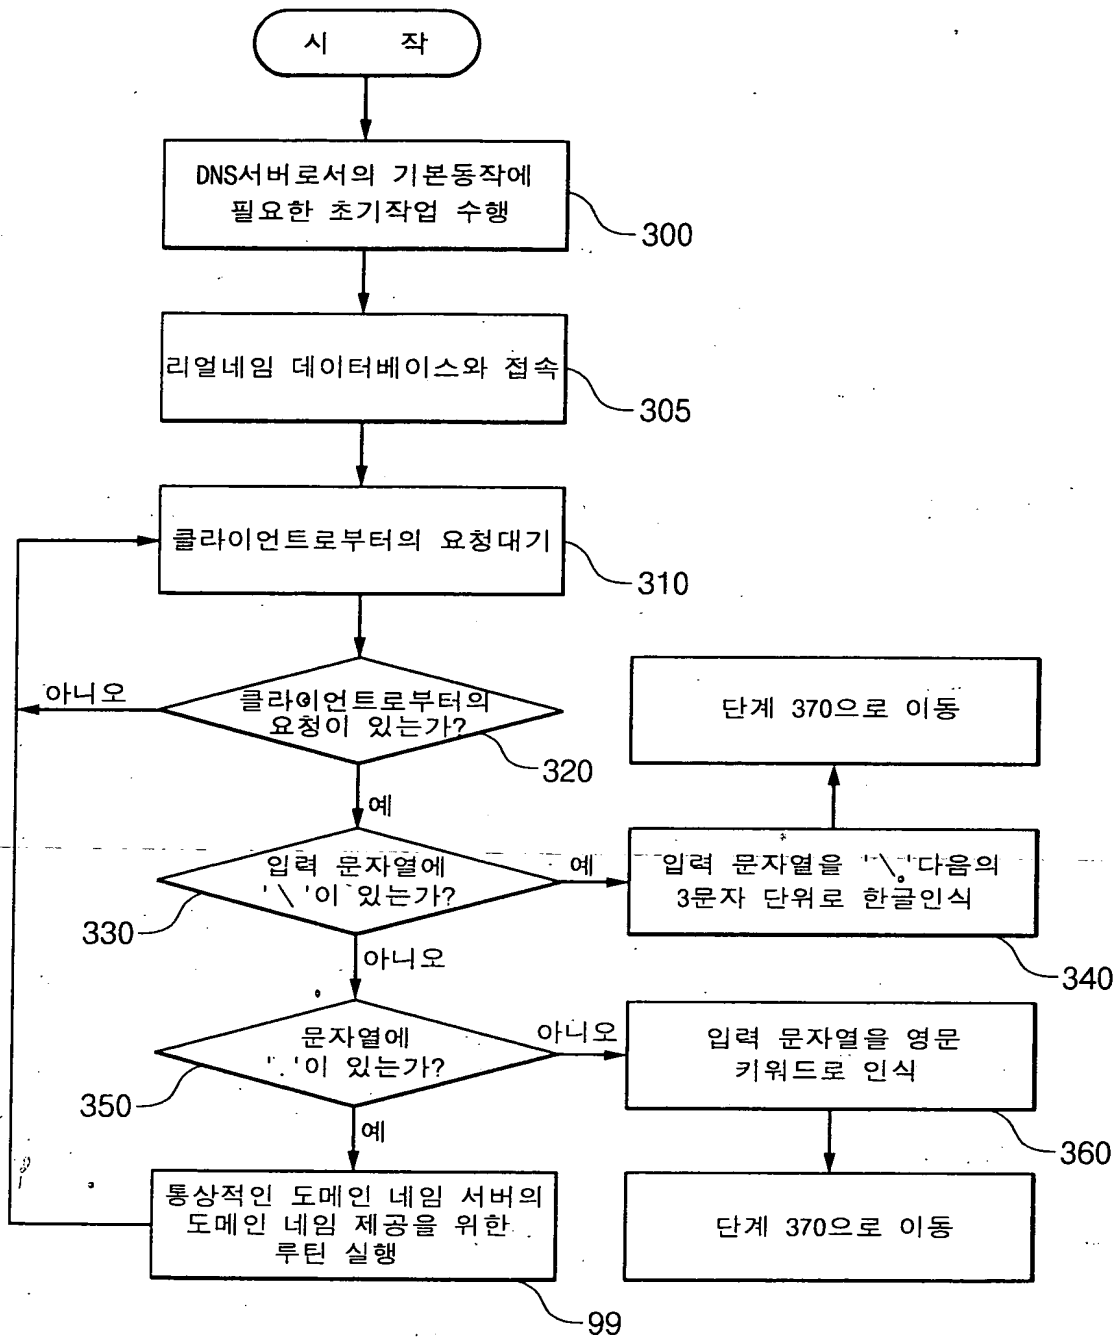 시 작
DNS서버로서의 기본동작에
필요한 초기작업 수행
300
리얼네임 데이터베이스와 접속
305
클라이언트로부터의 요청대기
310
아니오
클라이언트로부터의
요청이 있는가?
320
단계 370으로 이동
예
입력 문자열에
'\'이 있는가?
330
예
입력 문자열을 '\'다음의
3문자 단위로 한글인식
340
아니오
문자열에
'.'이 있는가?
350
아니오
입력 문자열을 영문
키워드로 인식
360
예
통상적인 도메인 네임 서버의
도메인 네임 제공을 위한
루틴 실행
99
단계 370으로 이동